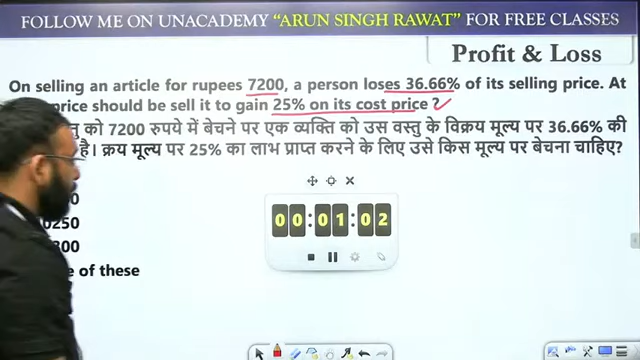 FOLLOW ME ON UNACADEMY “ARUN SINGH RAWAT” FOR FREE CLASSES
Profit & Loss
On selling an article for rupees 7200, a person loses 36.66% of its selling price. At
price should be sell it to gain 25% on its cost price ?
को 7200 रुपये में बेचने पर एक व्यक्ति को उस वस्तु के विक्रय मूल्य पर 36.66% की
है। क्रय मूल्य पर 25% का लाभ प्राप्त करने के लिए उसे किस मूल्य पर बेचना चाहिए?
00:01:02
of these